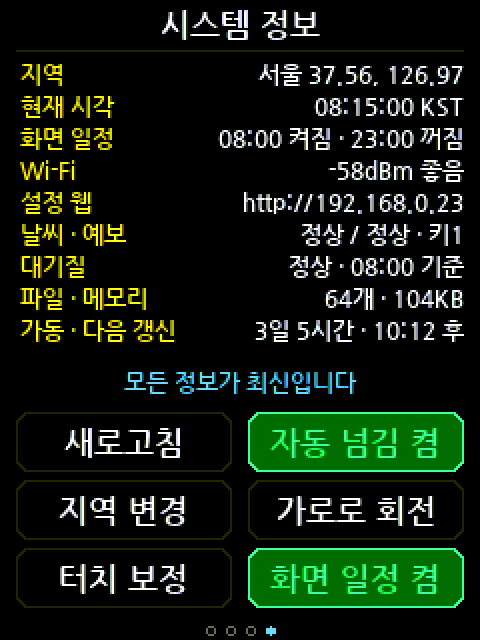 시스템 정보
지역 서울 37.56, 126.97
현재 시각 08:15:00 KST
화면 일정 08:00 켜짐 · 23:00 꺼짐
Wi-Fi -58dBm 좋음
설정 웹 http://192.168.0.23
날씨 · 예보 정상 / 정상 · 키1
대기질 정상 · 08:00 기준
파일 · 메모리 64개 · 104KB
가동 · 다음 갱신 3일 5시간 · 10:12 후
모든 정보가 최신입니다
새로고침 자동 넘김 켬
지역 변경 가로로 회전
터치 보정 화면 일정 켬